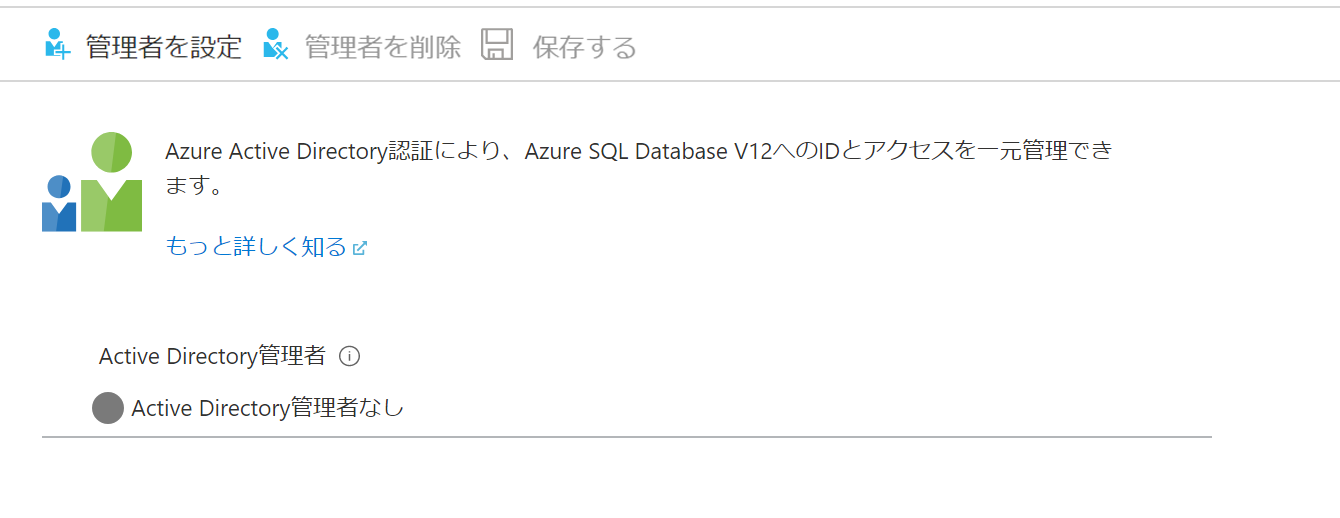 管理者を設定 管理者を削除 保存する
Azure Active Directory認証により、Azure SQL Database V12へのIDとアクセスを一元管理でき
ます。
もっと詳しく知る
Active Directory管理者
Active Directory管理者なし